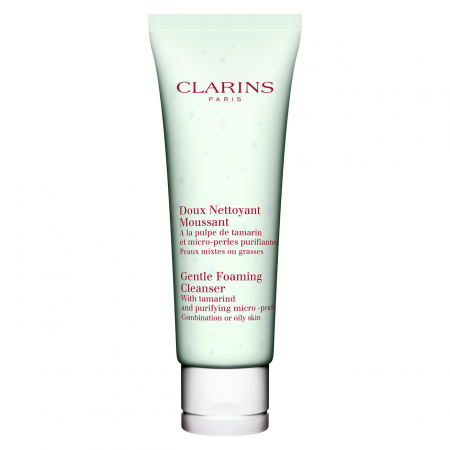 CLARINS
PARIS
Doux Nettoyant
Moussant
A la pulpe de tamarin
et micro-perles purifiantes
Peaux mixtes ou grasses
Gentle Foaming
Cleanser
With tamarind
and purifying micro -pea
Combination or oily skin